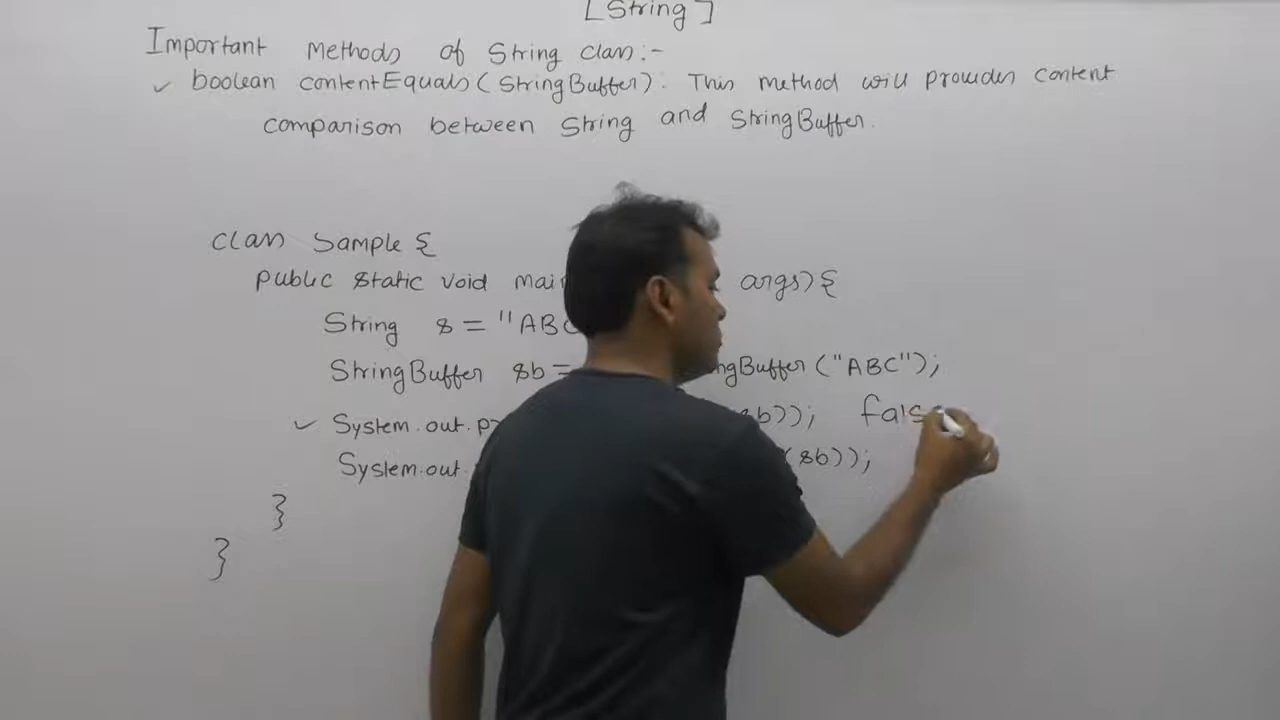 [String]
Important Methods of String class:-
✓ boolean contentEquals(StringBuffer): This method will provides content
comparison between String and StringBuffer.
class Sample {
public static void mai args) {
String s = "ABC
StringBuffer sb = ngBuffer ("ABC");
✓ System.out.p sb)); fals
System.out. (sb));
}
}